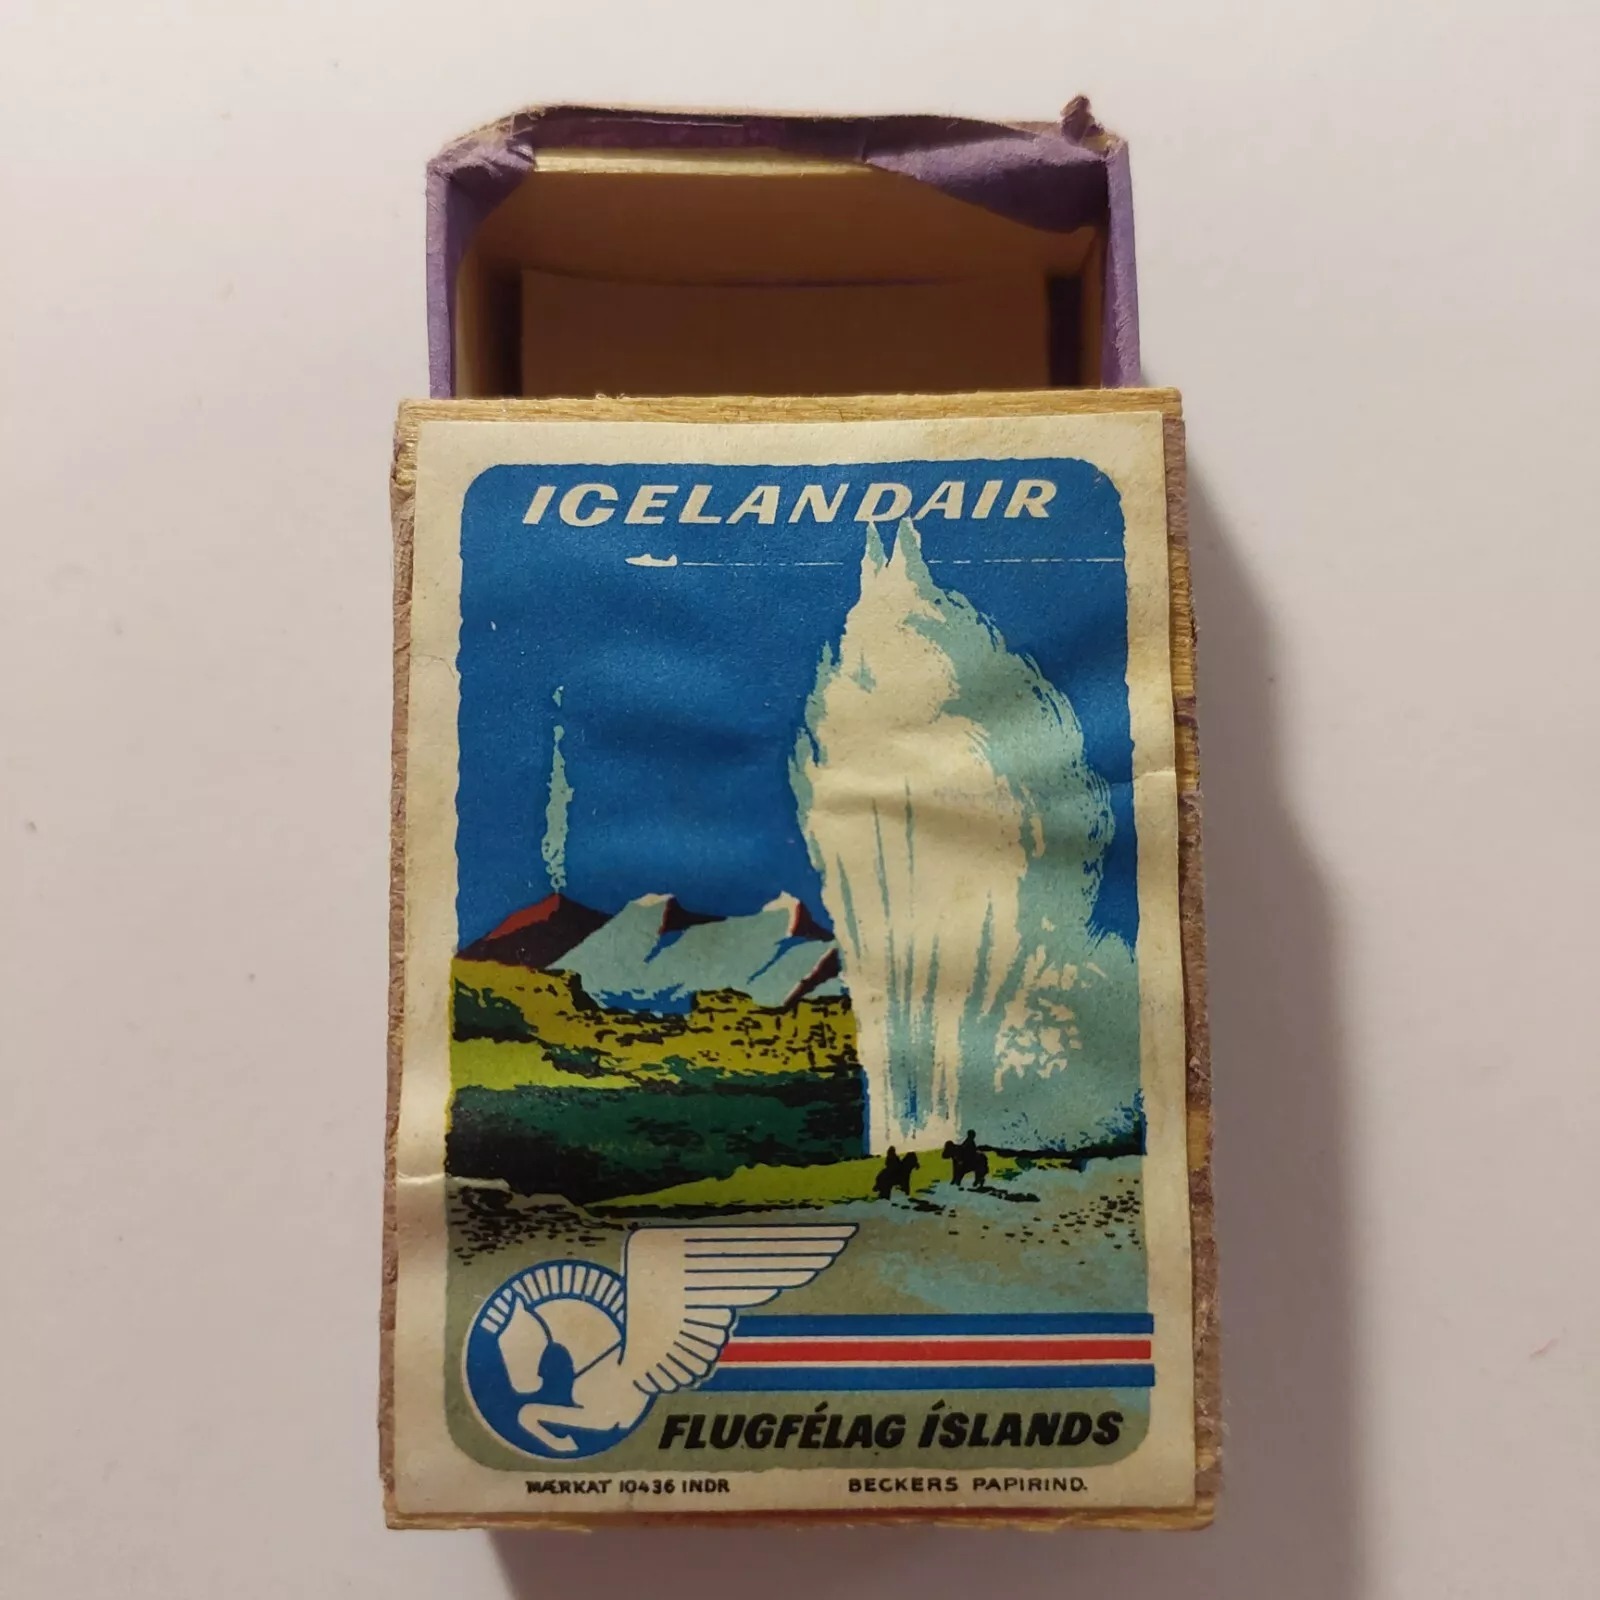 ICELANDAIR
FLUGFÉLAG ÍSLANDS
MÆRKAT 10436 INDR
BECKERS PAPIRIND.